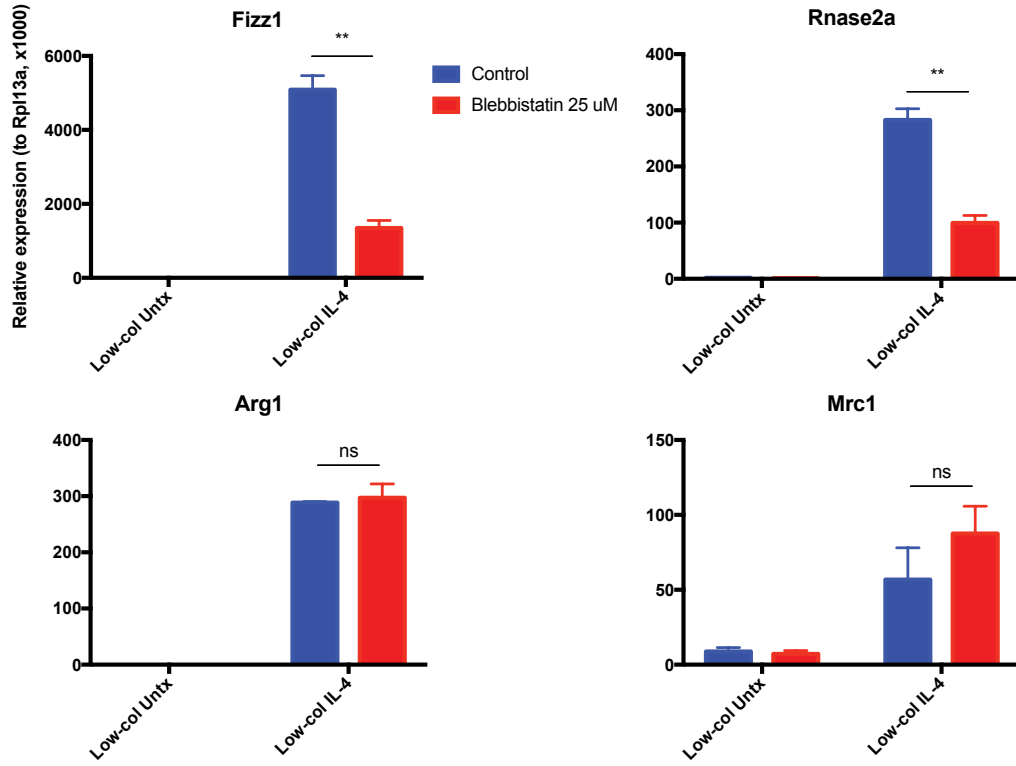 Relative expression (to Rpl13a, x1000)
Fizz1
6000
4000
2000
0
**
Low-col Untx
Low-col IL-4
Control
Blebbistatin 25 uM
Rnase2a
400
300
200
100
0
**
Low-col Untx
Low-col IL-4
Arg1
400
300
200
100
0
ns
Low-col Untx
Low-col IL-4
Mrc1
150
100
50
0
ns
Low-col Untx
Low-col IL-4